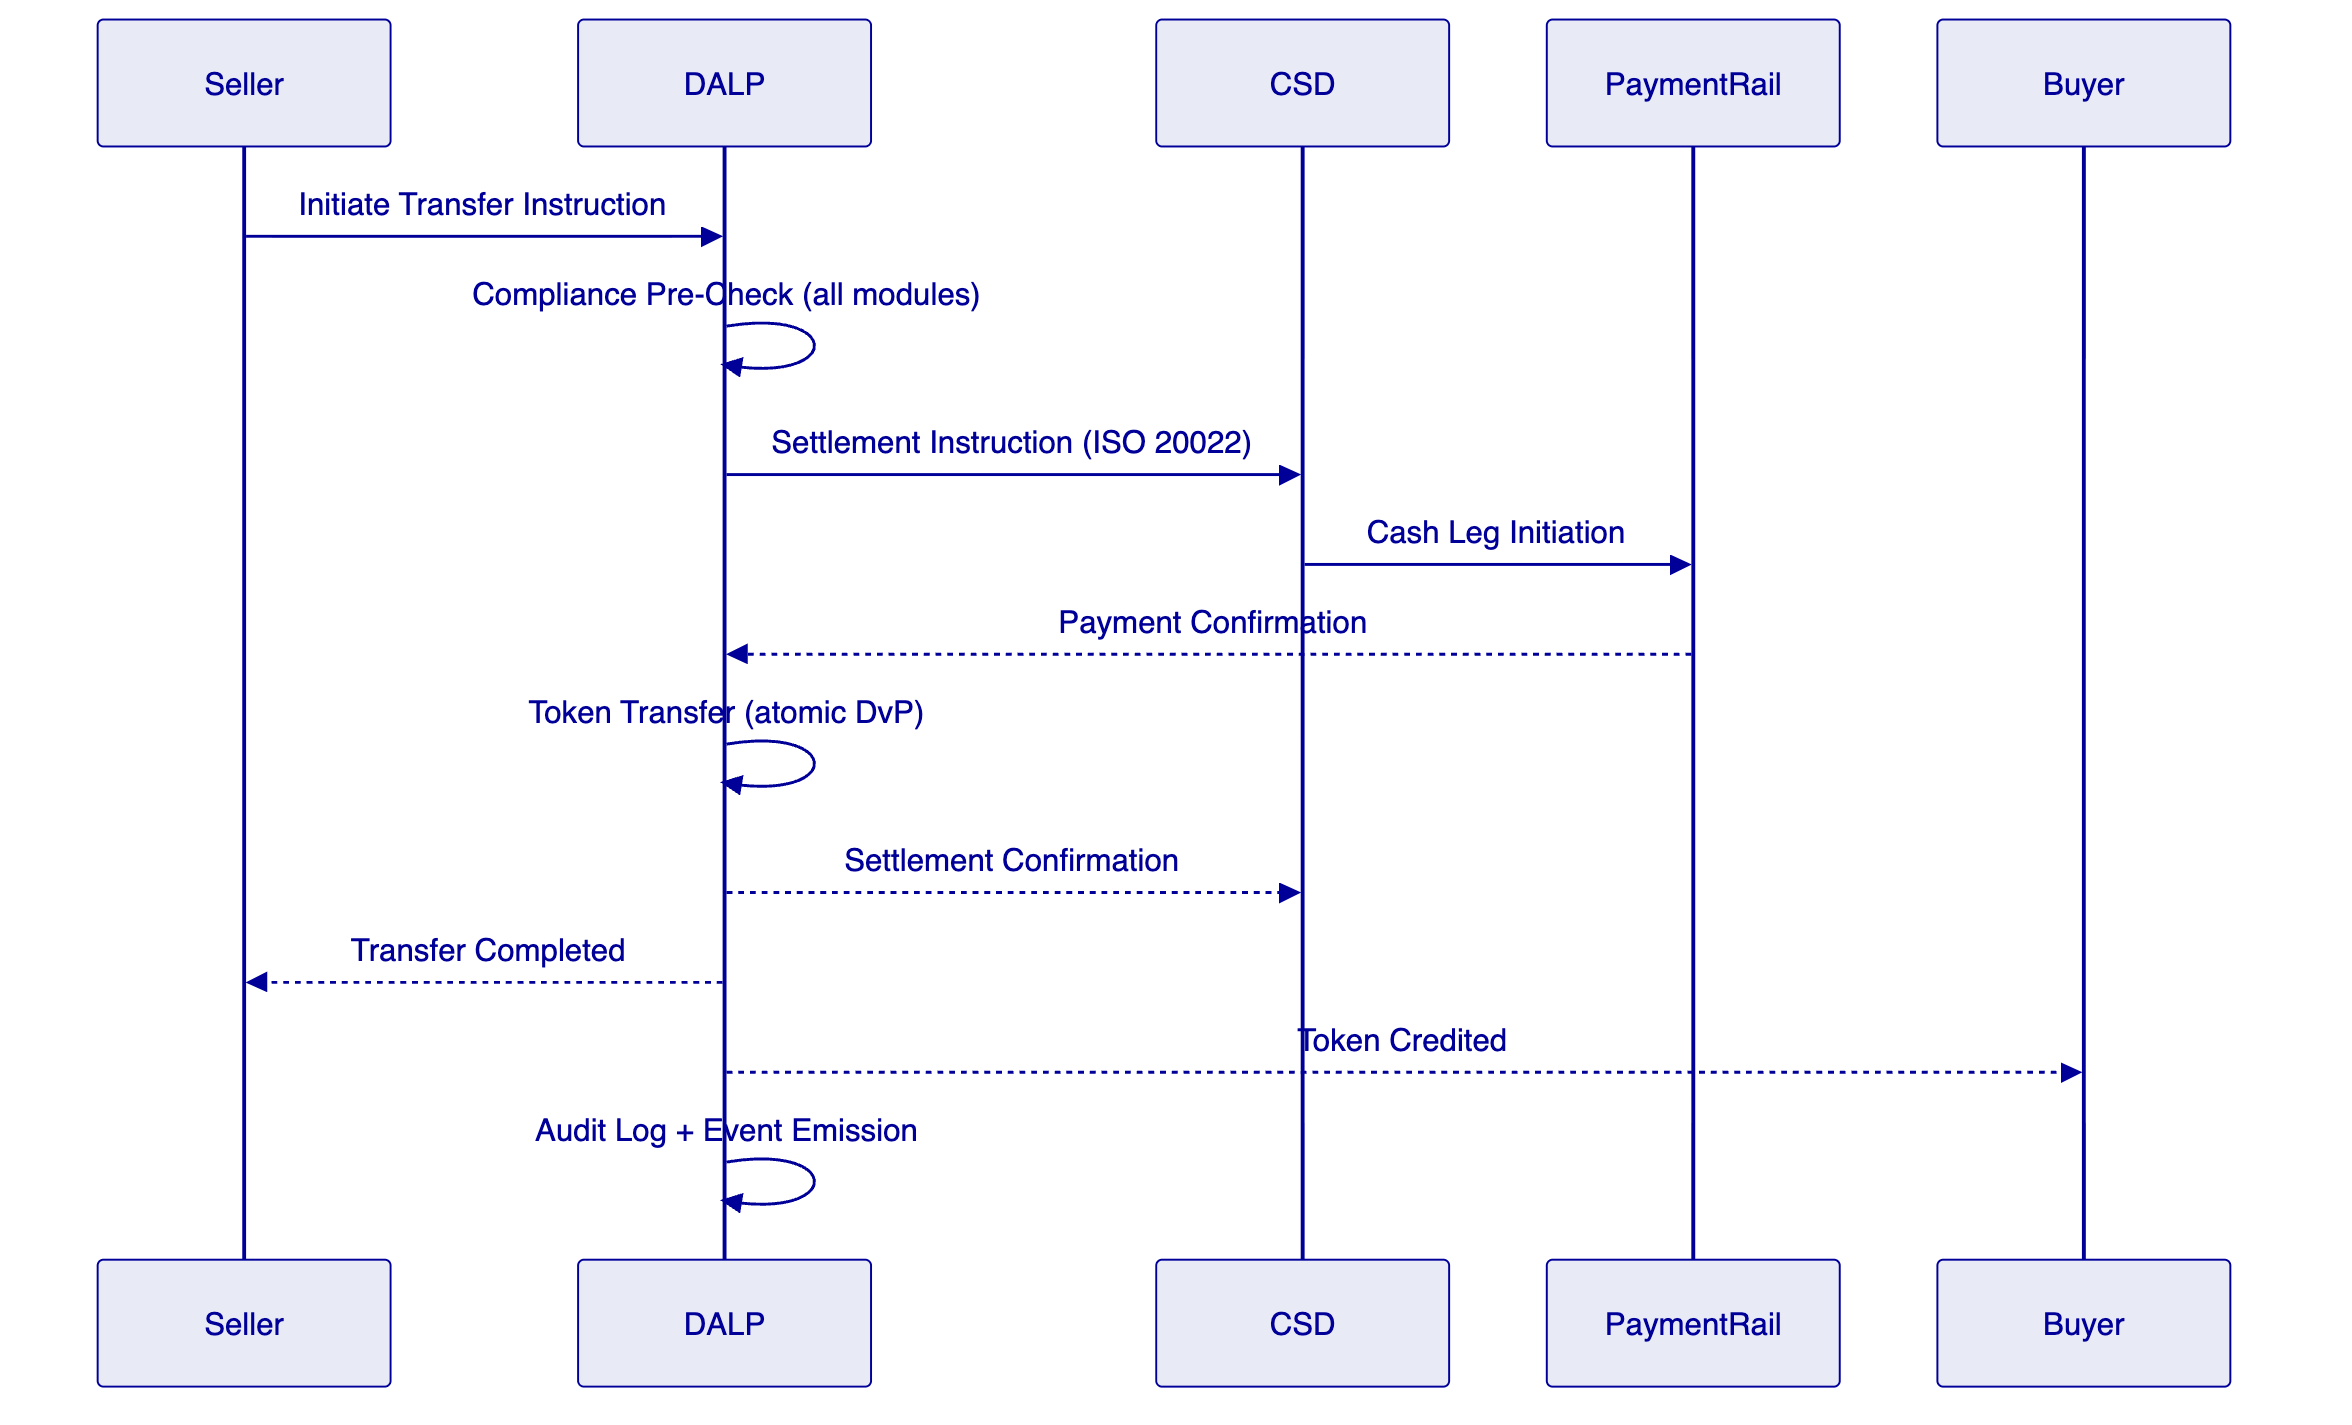 Seller
DALP
CSD
PaymentRail
Buyer
Initiate Transfer Instruction
Compliance Pre-Check (all modules)
Settlement Instruction (ISO 20022)
Cash Leg Initiation
Payment Confirmation
Token Transfer (atomic DvP)
Settlement Confirmation
Transfer Completed
Token Credited
Audit Log + Event Emission
Seller
DALP
CSD
PaymentRail
Buyer